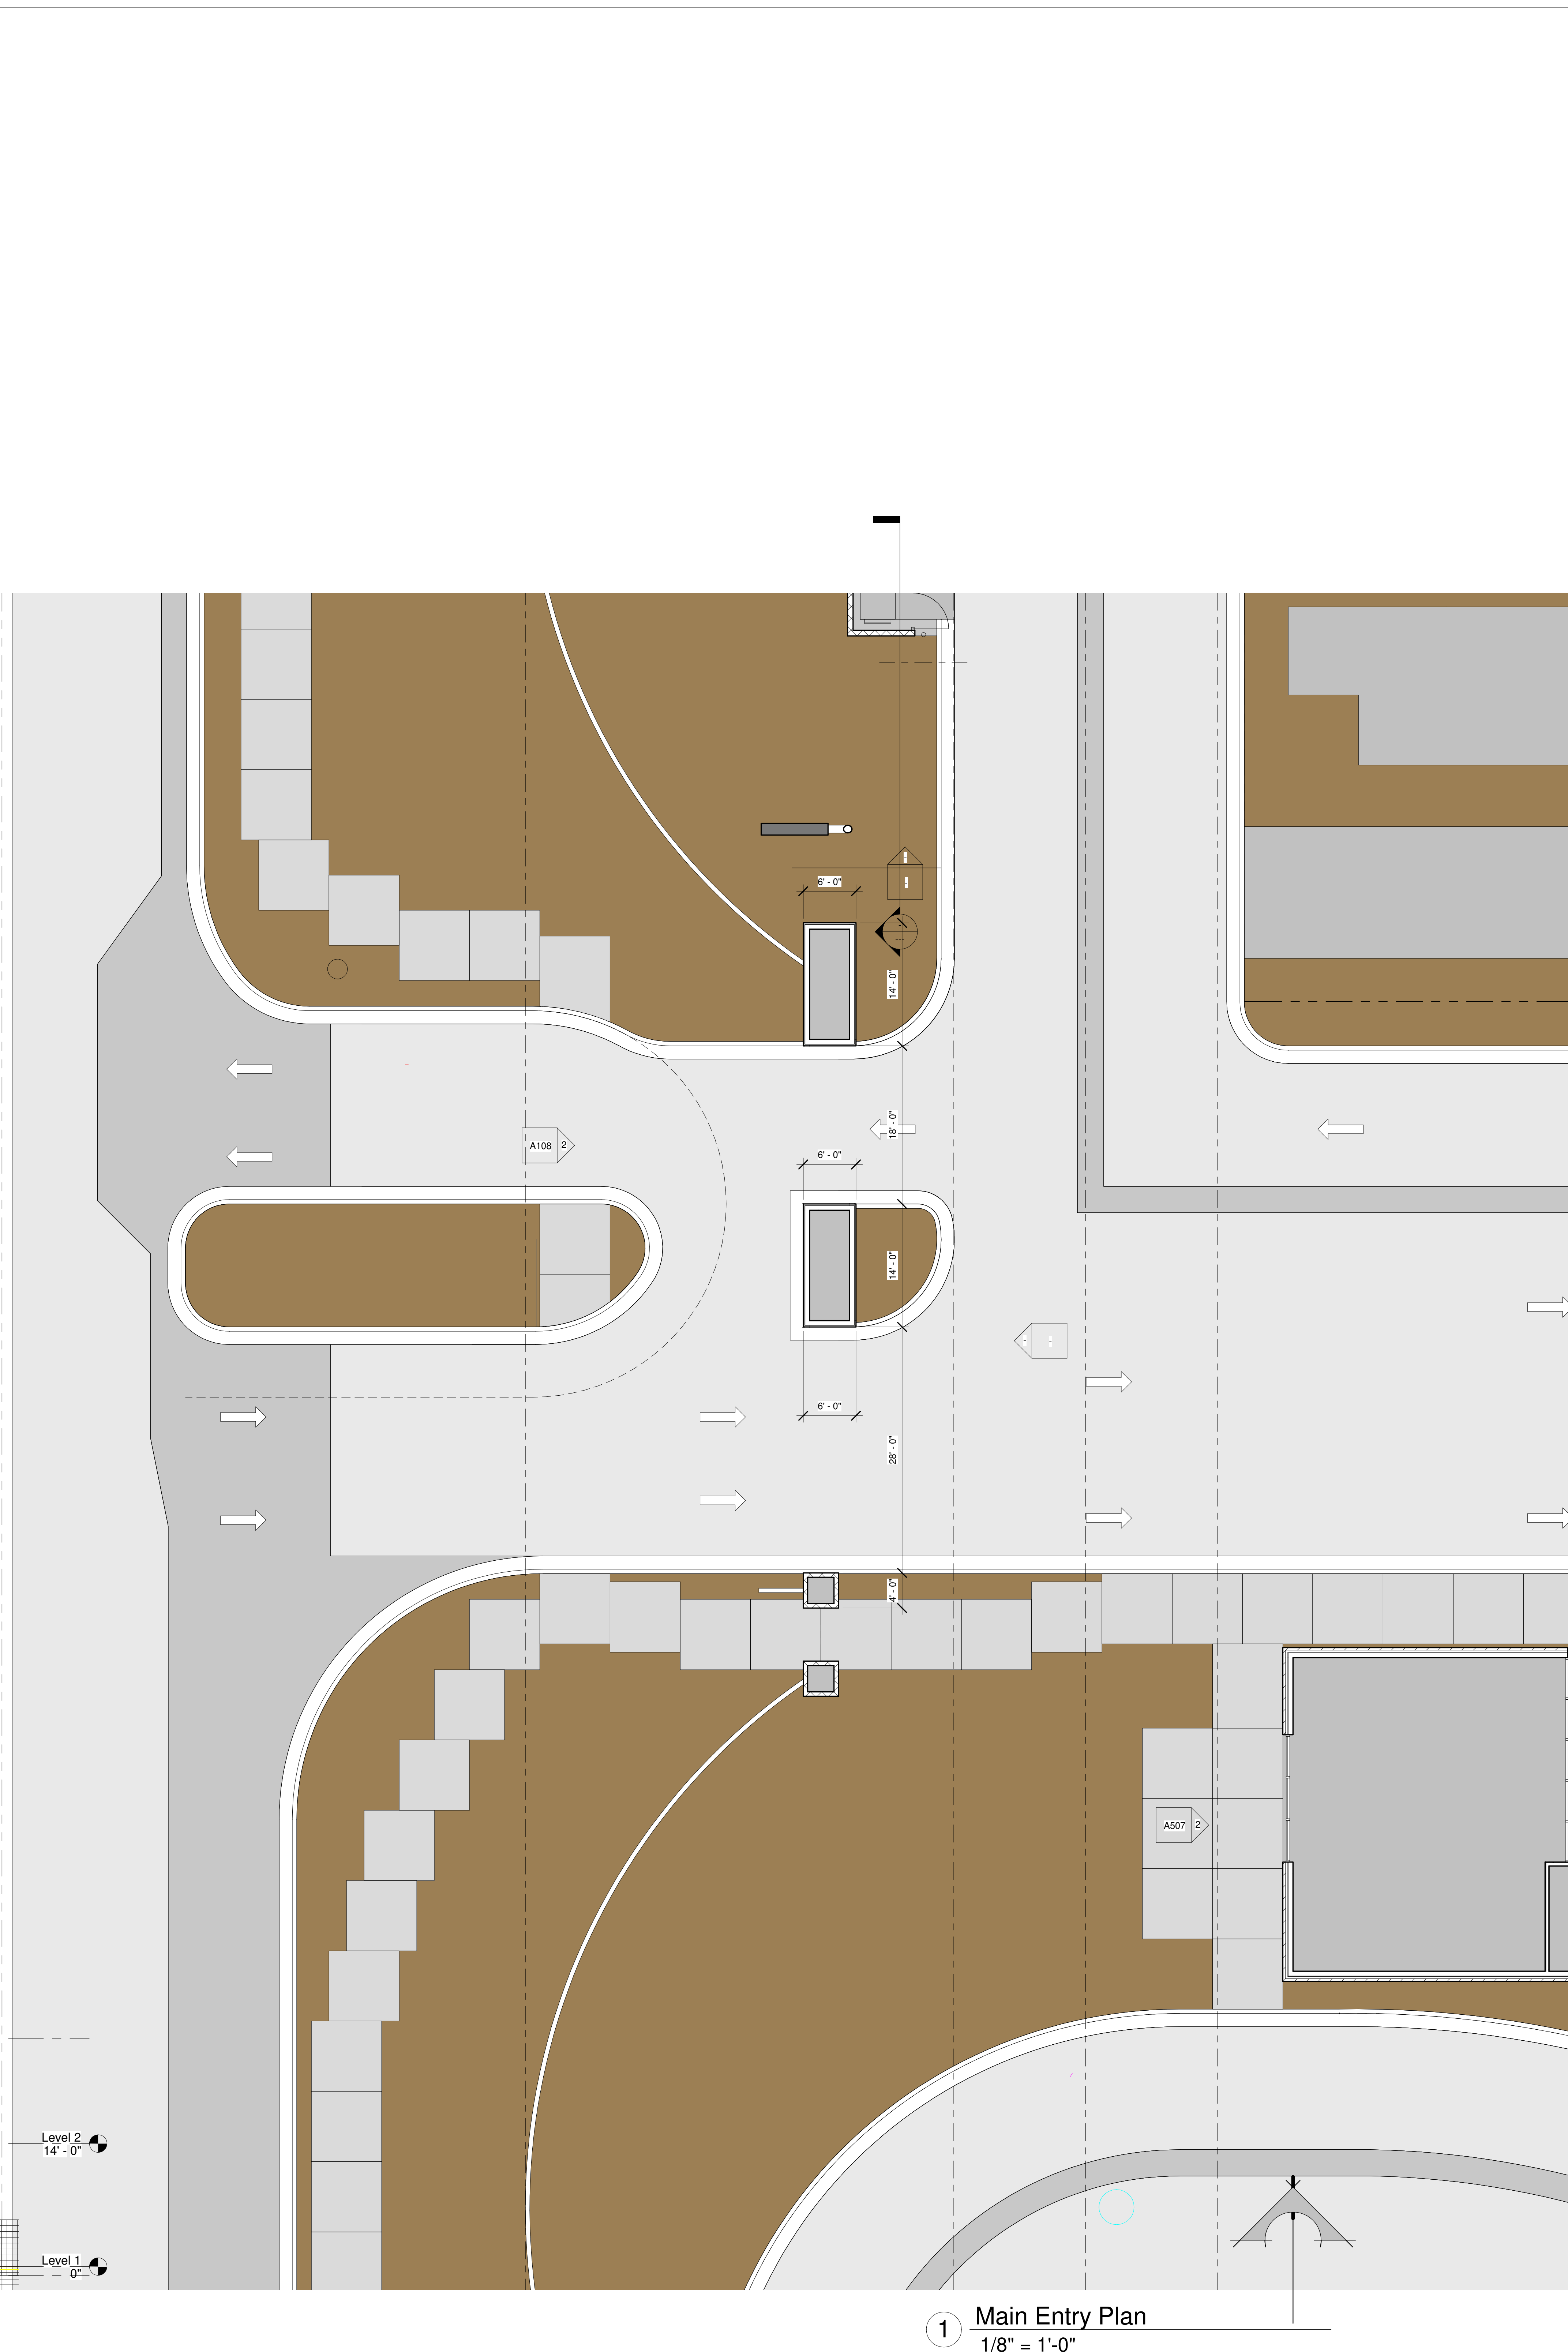 6' - 0"
14' - 0"
18' - 0"
A108 2
6' - 0"
14' - 0"
6' - 0"
28' - 0"
4' - 0"
A507 2
Level 2
14' - 0"
Level 1
0"
1 Main Entry Plan
1/8" = 1'-0"